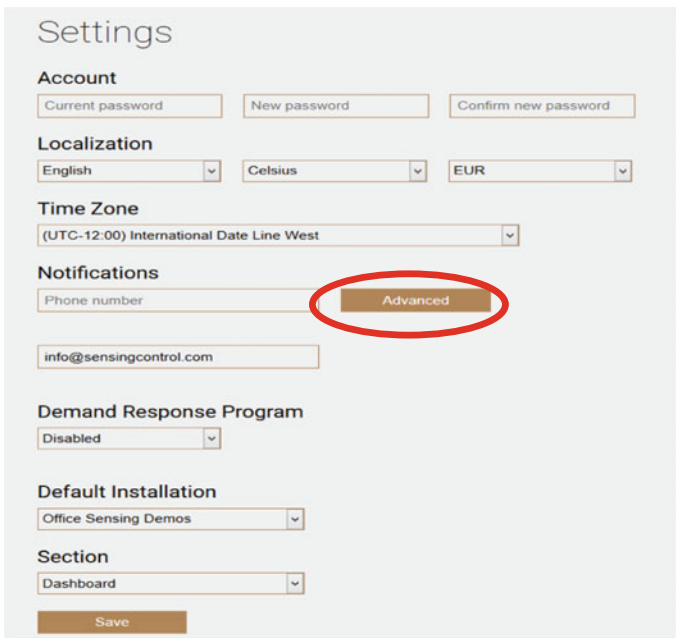 Settings
Account
Current password New password Confirm new password
Localization
English Celsius EUR
Time Zone
(UTC-12:00) International Date Line West
Notifications
Phone number Advanced
info@sensingcontrol.com
Demand Response Program
Disabled
Default Installation
Office Sensing Demos
Section
Dashboard
Save